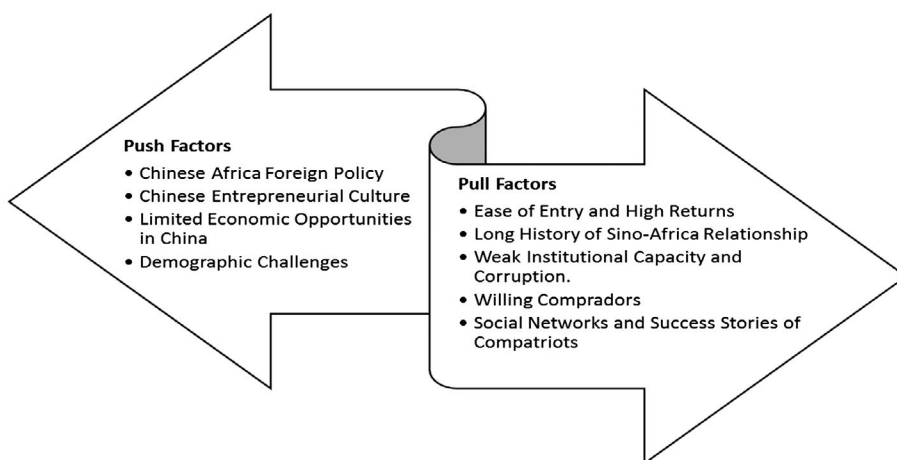 Push Factors
• Chinese Africa Foreign Policy
• Chinese Entrepreneurial Culture
• Limited Economic Opportunities
in China
• Demographic Challenges
Pull Factors
• Ease of Entry and High Returns
• Long History of Sino-Africa Relationship
• Weak Institutional Capacity and
Corruption.
• Willing Compradors
• Social Networks and Success Stories of
Compatriots